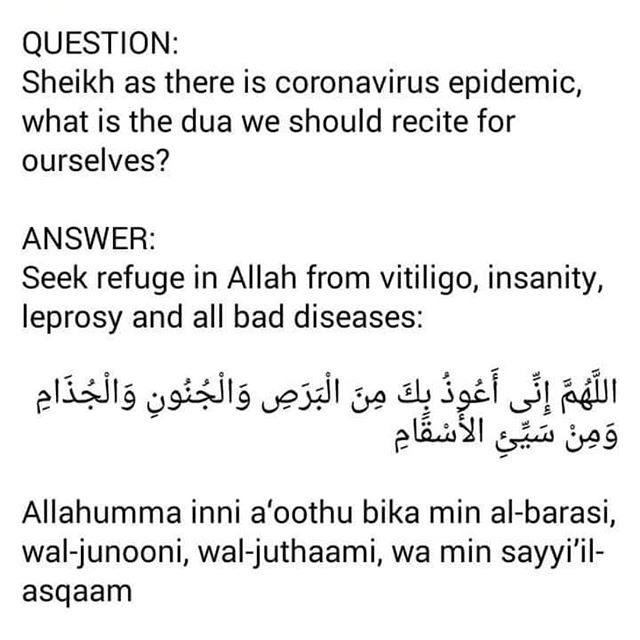 QUESTION:
Sheikh as there is coronavirus epidemic,
what is the dua we should recite for
ourselves?
ANSWER:
Seek refuge in Allah from vitiligo, insanity,
leprosy and all bad diseases:
اللَّهُمَّ إِنِّى أَعُوذُ بِكَ مِنَ الْبَرَصِ وَالْجُنُونِ وَالْجُذَامِ
وَمِنْ سَيِّئِ الأَسْقَامِ
Allahumma inni a‘oothu bika min al-barasi,
wal-junooni, wal-juthaami, wa min sayyi’il-
asqaam